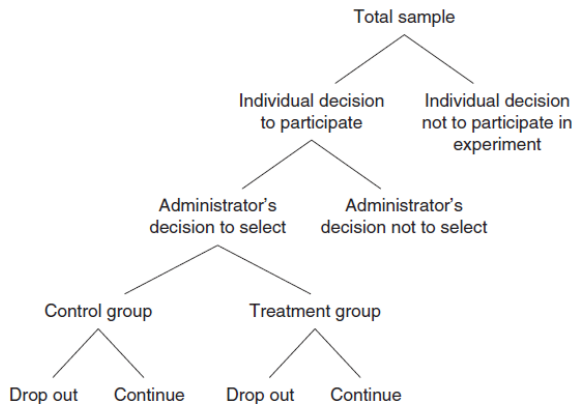 Total sample
Individual decision
to participate
Individual decision
not to participate in
experiment
Administrator's
decision to select
Administrator's
decision not to select
Control group
Treatment group
Drop out
Continue
Drop out
Continue